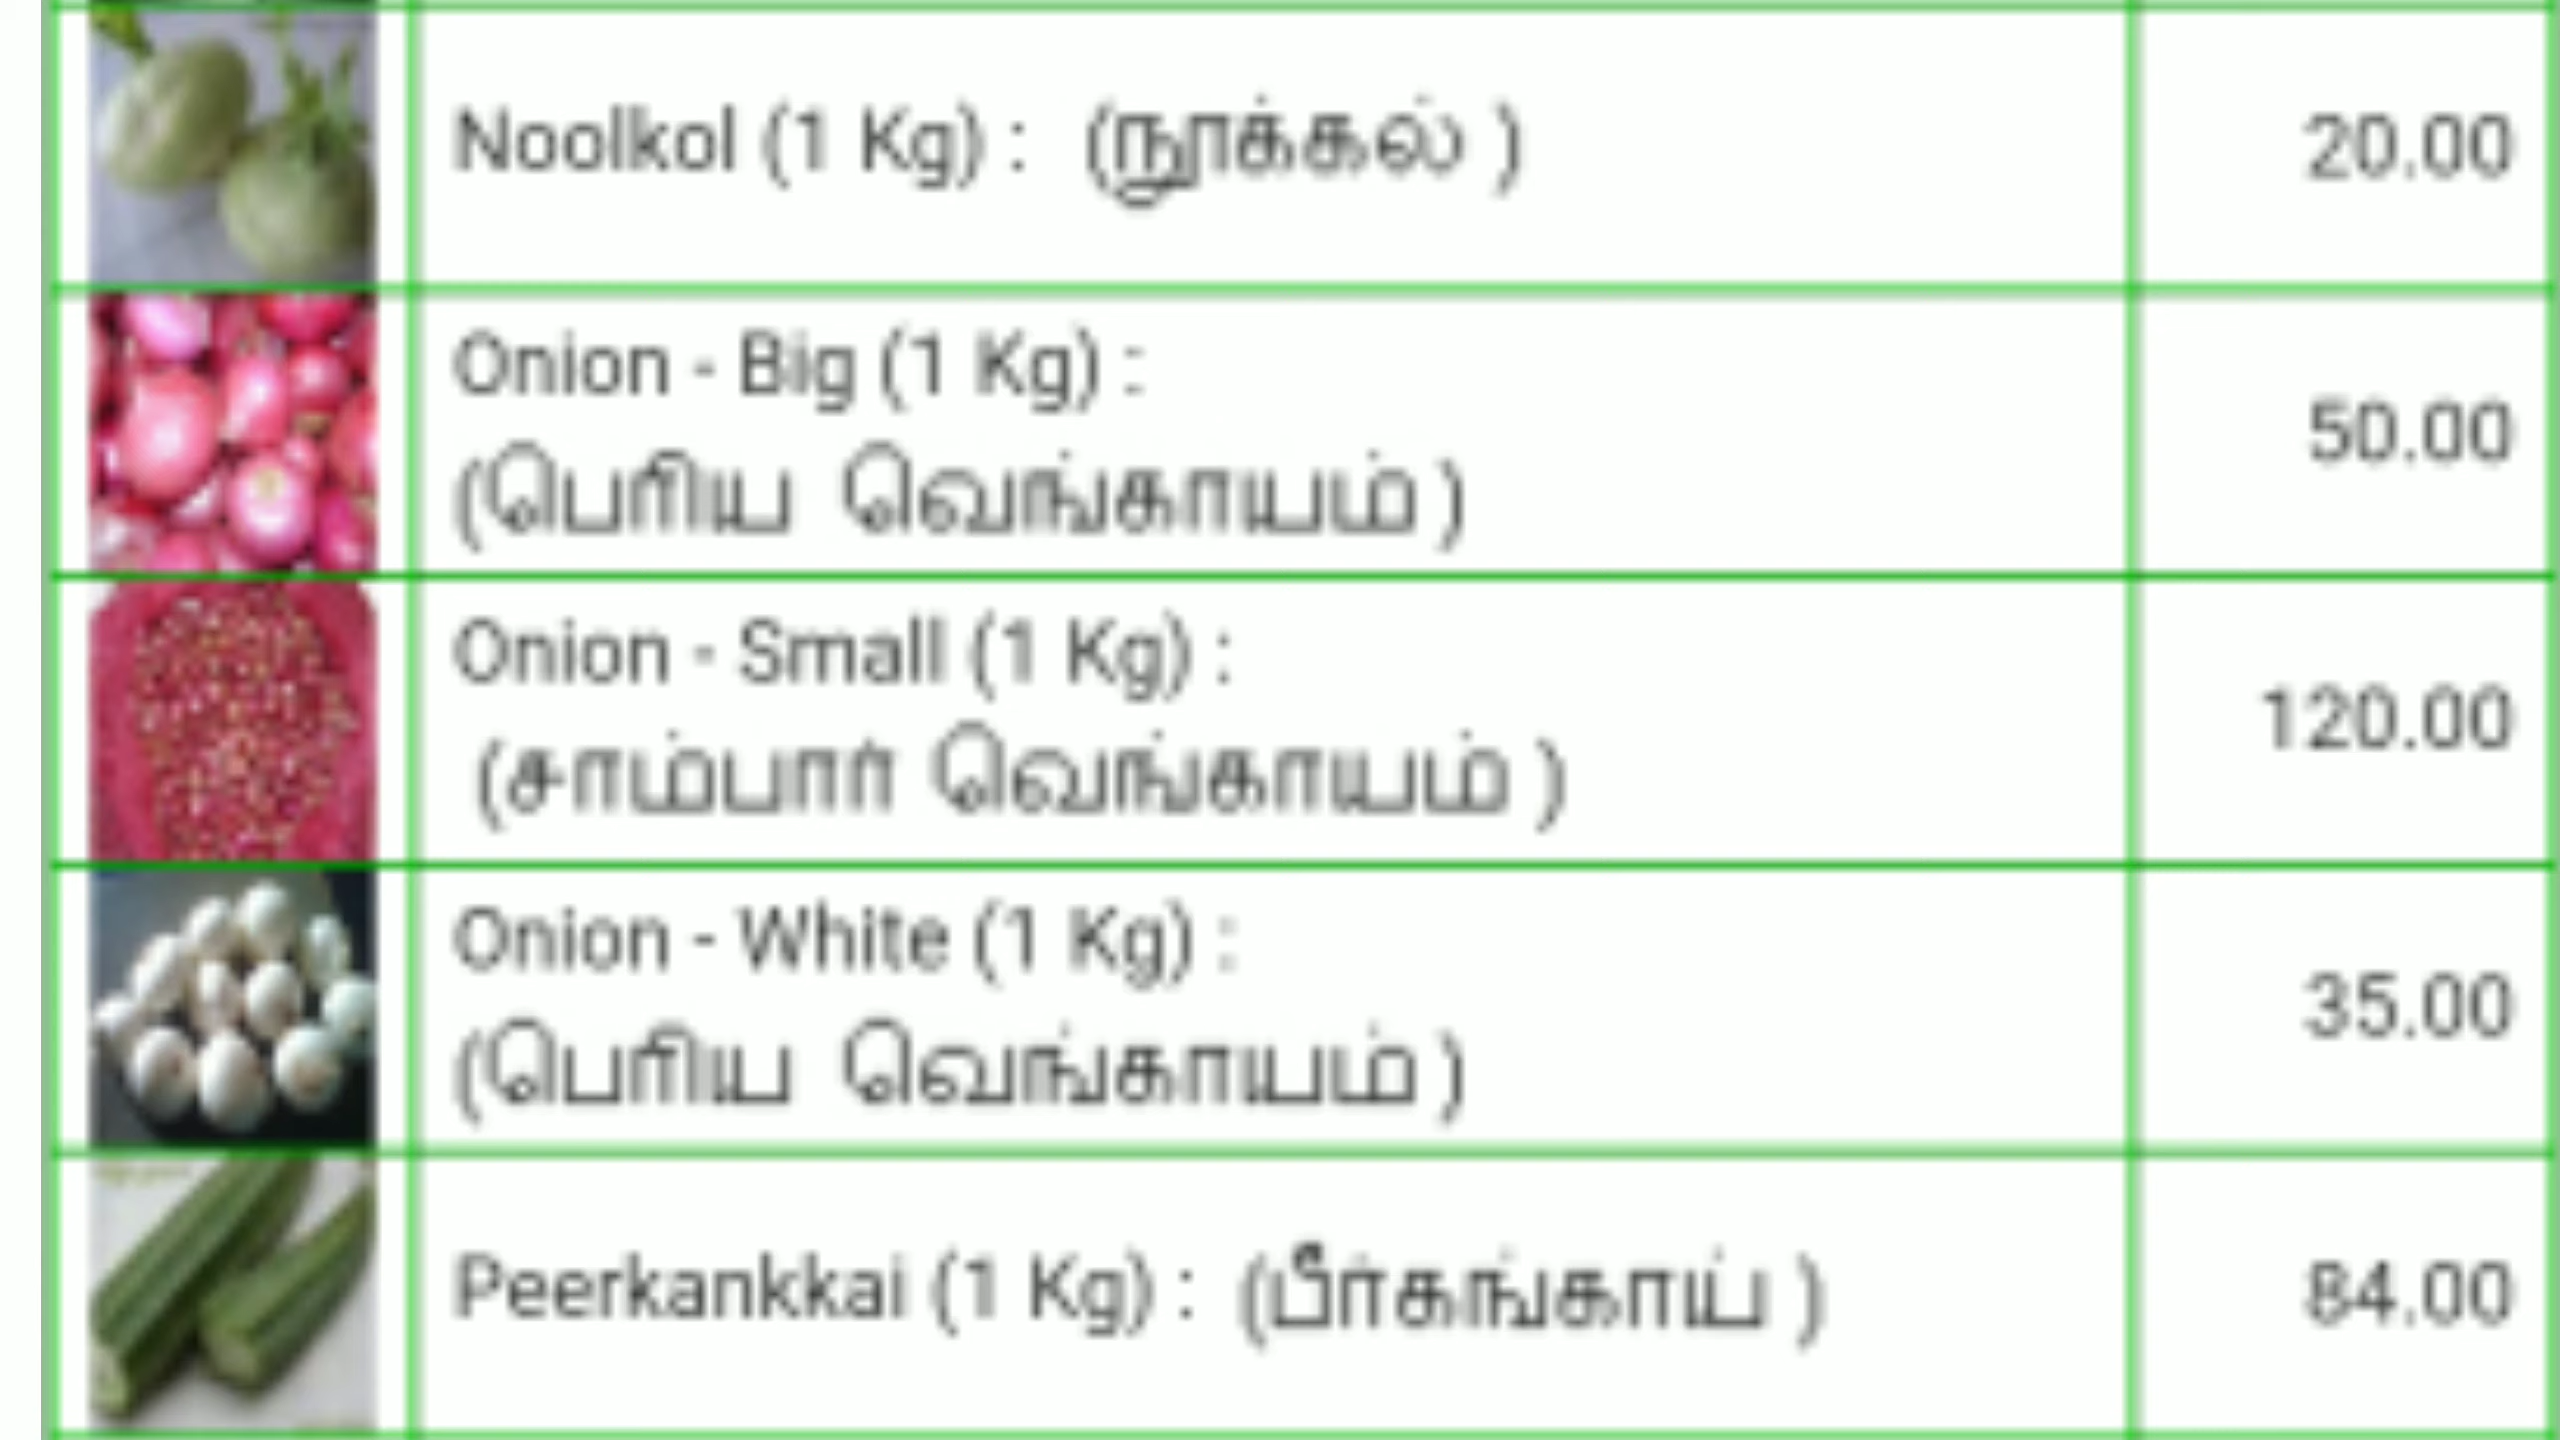 Noolkol (1 Kg) : (நூக்கல் ) 20.00
Onion - Big (1 Kg) :
(பெரிய வெங்காயம்) 50.00
Onion - Small (1 Kg) :
(சாம்பார் வெங்காயம் ) 120.00
Onion - White (1 Kg) :
(பெரிய வெங்காயம்) 35.00
Peerkankkai (1 Kg) : (பீர்கங்காய் ) 84.00